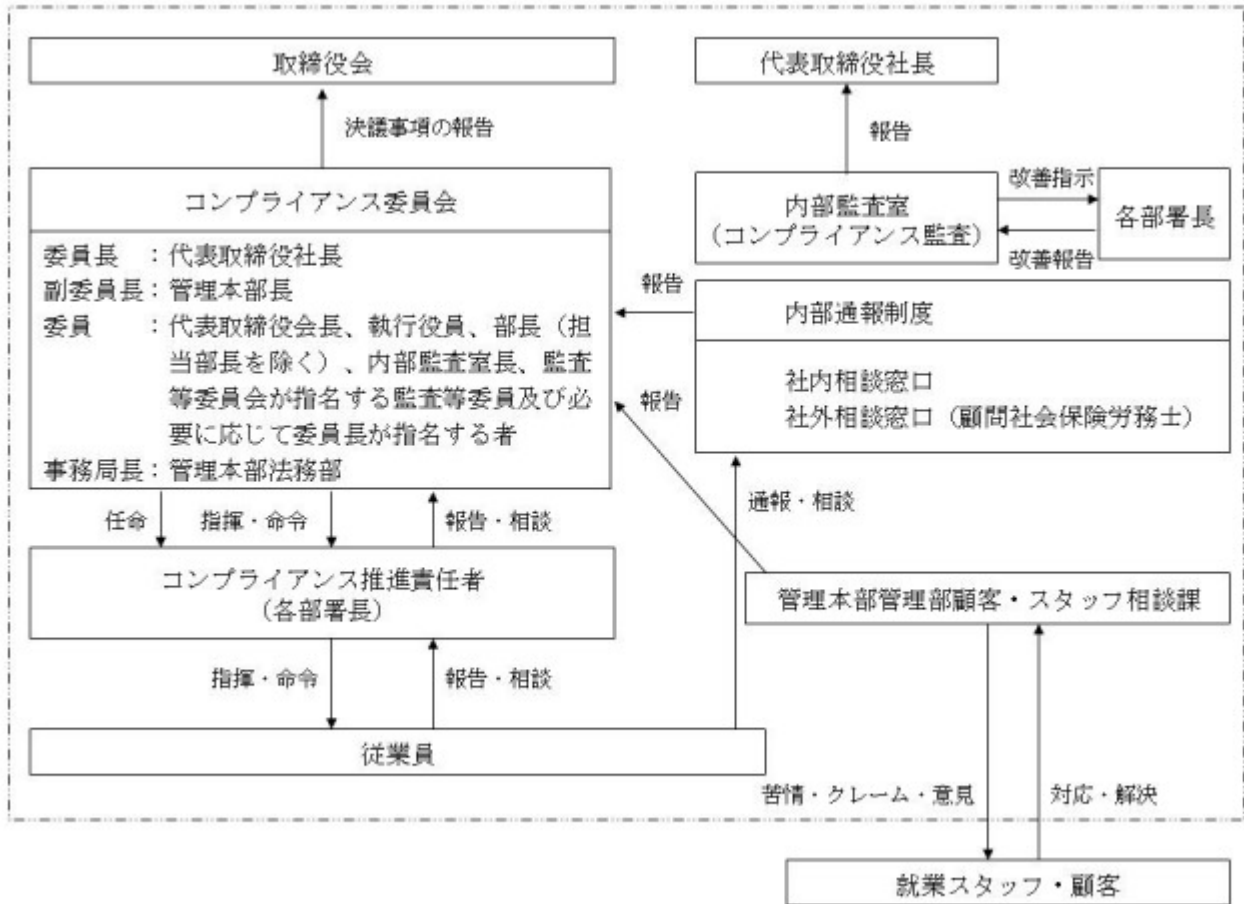 取締役会
代表取締役社長
決議事項の報告
報告
コンプライアンス委員会
委員長　：代表取締役社長
副委員長：管理本部長
委員　　：代表取締役会長、執行役員、部長（担
当部長を除く）、内部監査室長、監査
等委員会が指名する監査等委員及び必
要に応じて委員長が指名する者
事務局長：管理本部法務部
内部監査室
（コンプライアンス監査）
改善指示
改善報告
各部署長
報告
内部通報制度
社内相談窓口
社外相談窓口（顧問社会保険労務士）
報告
通報・相談
任命
指揮・命令
報告・相談
コンプライアンス推進責任者
（各部署長）
管理本部管理部顧客・スタッフ相談課
指揮・命令
報告・相談
従業員
苦情・クレーム・意見
対応・解決
就業スタッフ・顧客